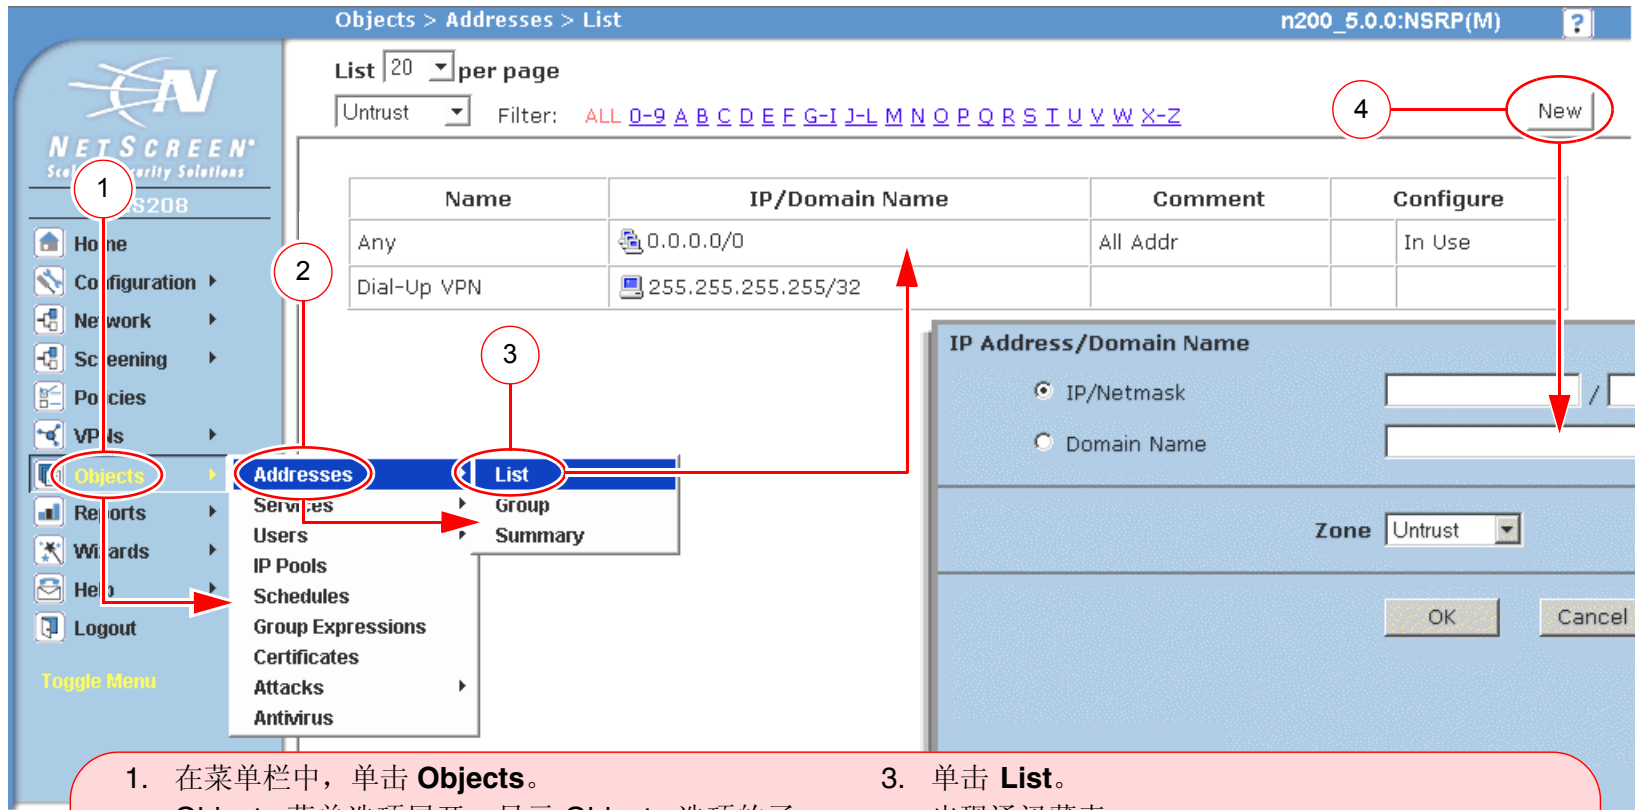 Objects > Addresses > List
n200_5.0.0:NSRP(M)
?
List 20 per page
Untrust Filter: ALL 0-9 A B C D E F G-I J-L M N O P Q R S T U V W X-Z
4
New
N
NETSCREEN
1
2
3
Name IP/Domain Name Comment Configure
Any 0.0.0.0/0 All Addr In Use
Dial-Up VPN 255.255.255.255/32
Home
Configuration
Network
Screening
Policies
VPNs
Objects
Reports
Wizards
Help
Logout
Toggle Menu
Addresses
Services
Users
IP Pools
Schedules
Group Expressions
Certificates
Attacks
Antivirus
List
Group
Summary
IP Address/Domain Name
IP/Netmask /
Domain Name
Zone Untrust
OK Cancel
1. 在菜单栏中，单击 Objects。
3. 单击 List。